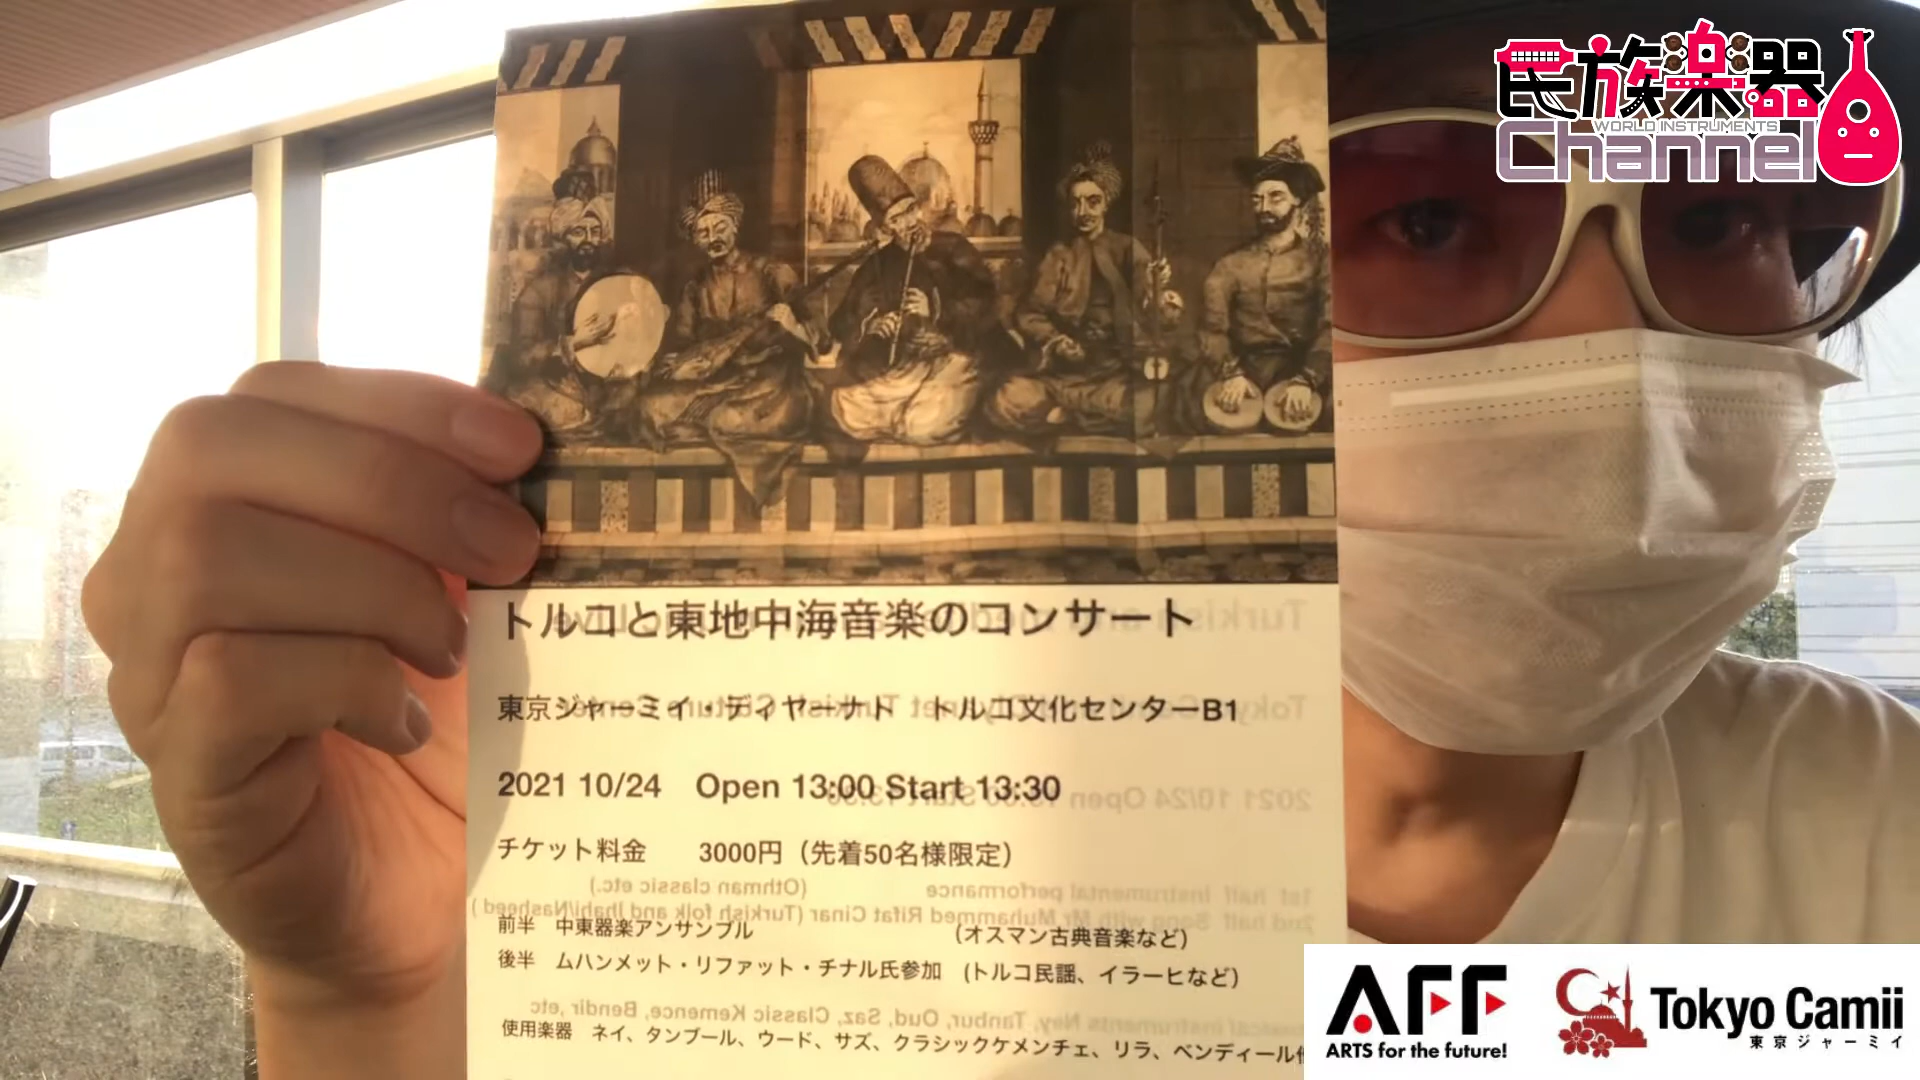 民族楽器
WORLD INSTRUMENTS
Channel
トルコと東地中海音楽のコンサート
東京ジャーミイ・ディヤーナト トルコ文化センターB1
2021 10/24 Open 13:00 Start 13:30
チケット料金 3000円（先着50名様限定）
前半 中東器楽アンサンブル (オスマン古典音楽など)
後半 ムハンメット・リファット・チナル氏参加 (トルコ民謡、イラーヒなど)
使用楽器 ネイ、タンブール、ウード、サズ、クラシックケメンチェ、リラ、ベンディール他
AFF
ARTS for the future!
Tokyo Camii
東京ジャーミイ